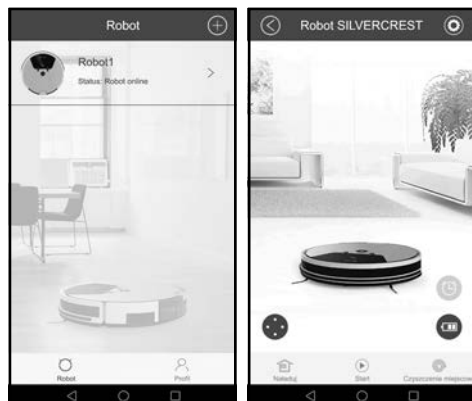 Robot
Robot1
Status: Robot online
Robot
Profil
Robot SILVERCREST
Naładuj
Start
Czyszczenie miejscowe